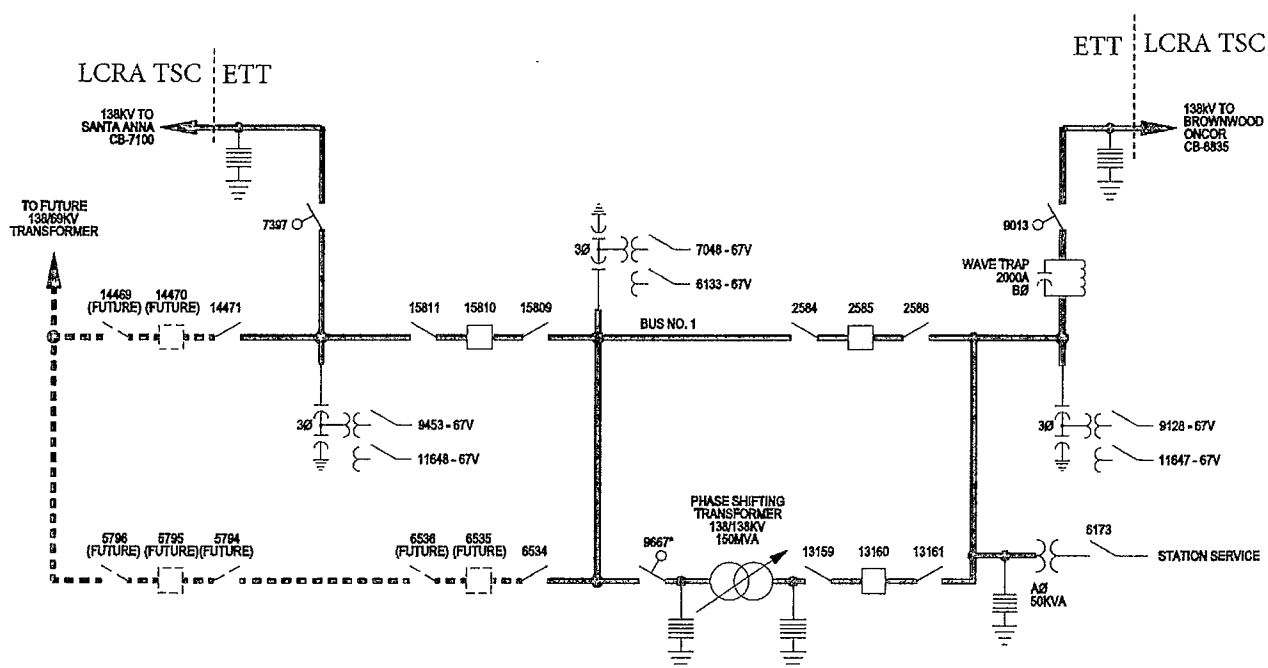 LCRA TSC
ETT
ETT
LCRA TSC
138KV TO
SANTA ANNA
CB-7100
138KV TO
BROWNWOOD
ONCOR
CB-8835
TO FUTURE
138/69KV
TRANSFORMER
7397
3Ø
7048 - 67V
6133 - 67V
9013
WAVE TRAP
2000A
BØ
14469
(FUTURE)
14470
(FUTURE)
14471
15811
15810
15809
BUS NO. 1
2584
2585
2586
3Ø
9453 - 67V
11648 - 67V
3Ø
9128 - 67V
11647 - 67V
PHASE SHIFTING
TRANSFORMER
138/138KV
150MVA
5796
(FUTURE)
5795
(FUTURE)
5794
(FUTURE)
6536
(FUTURE)
6535
(FUTURE)
6534
9667*
13159
13160
13161
6173
STATION SERVICE
AØ
50KVA